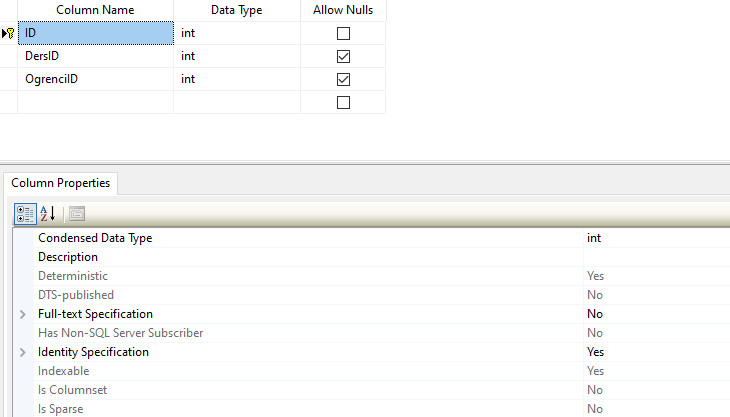 Column Name Data Type Allow Nulls
ID int
DersID int
OgrenciID int
Column Properties
A
Z
Condensed Data Type int
Description
Deterministic Yes
DTS-published No
Full-text Specification No
Has Non-SQL Server Subscriber No
Identity Specification Yes
Indexable Yes
Is Columnset No
Is Sparse No